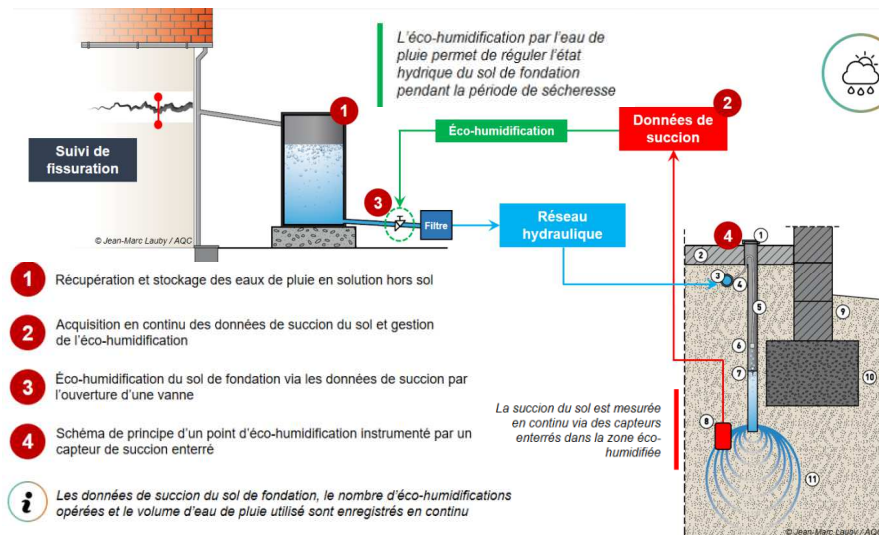 L'éco-humidification par l'eau de
pluie permet de réguler l'état
hydrique du sol de fondation
pendant la période de sécheresse
1
2
Données de
succion
Éco-humidification
Suivi de
fissuration
3
Filtre
Réseau
hydraulique
© Jean-Marc Lauby / AQC
4
1
2
3
4
5
6
7
8
9
10
11
1 Récupération et stockage des eaux de pluie en solution hors sol
2 Acquisition en continu des données de succion du sol et gestion
de l'éco-humidification
3 Éco-humidification du sol de fondation via les données de succion par
l'ouverture d'une vanne
4 Schéma de principe d'un point d'éco-humidification instrumenté par un
capteur de succion enterré
La succion du sol est mesurée
en continu via des capteurs
enterrés dans la zone éco-
humidifiée
i Les données de succion du sol de fondation, le nombre d'éco-humidifications
opérées et le volume d'eau de pluie utilisé sont enregistrés en continu
© Jean-Marc Lauby / AQC